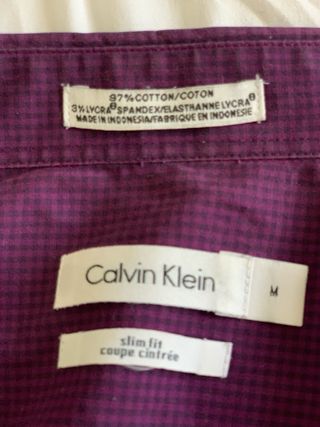 97% COTTON/COTON
3% LYCRA® SPANDEX/ELASTHANNE LYCRA®
MADE IN INDONESIA/FABRIQUE EN INDONESIE
Calvin Klein
M
slim fit
coupe cintrée